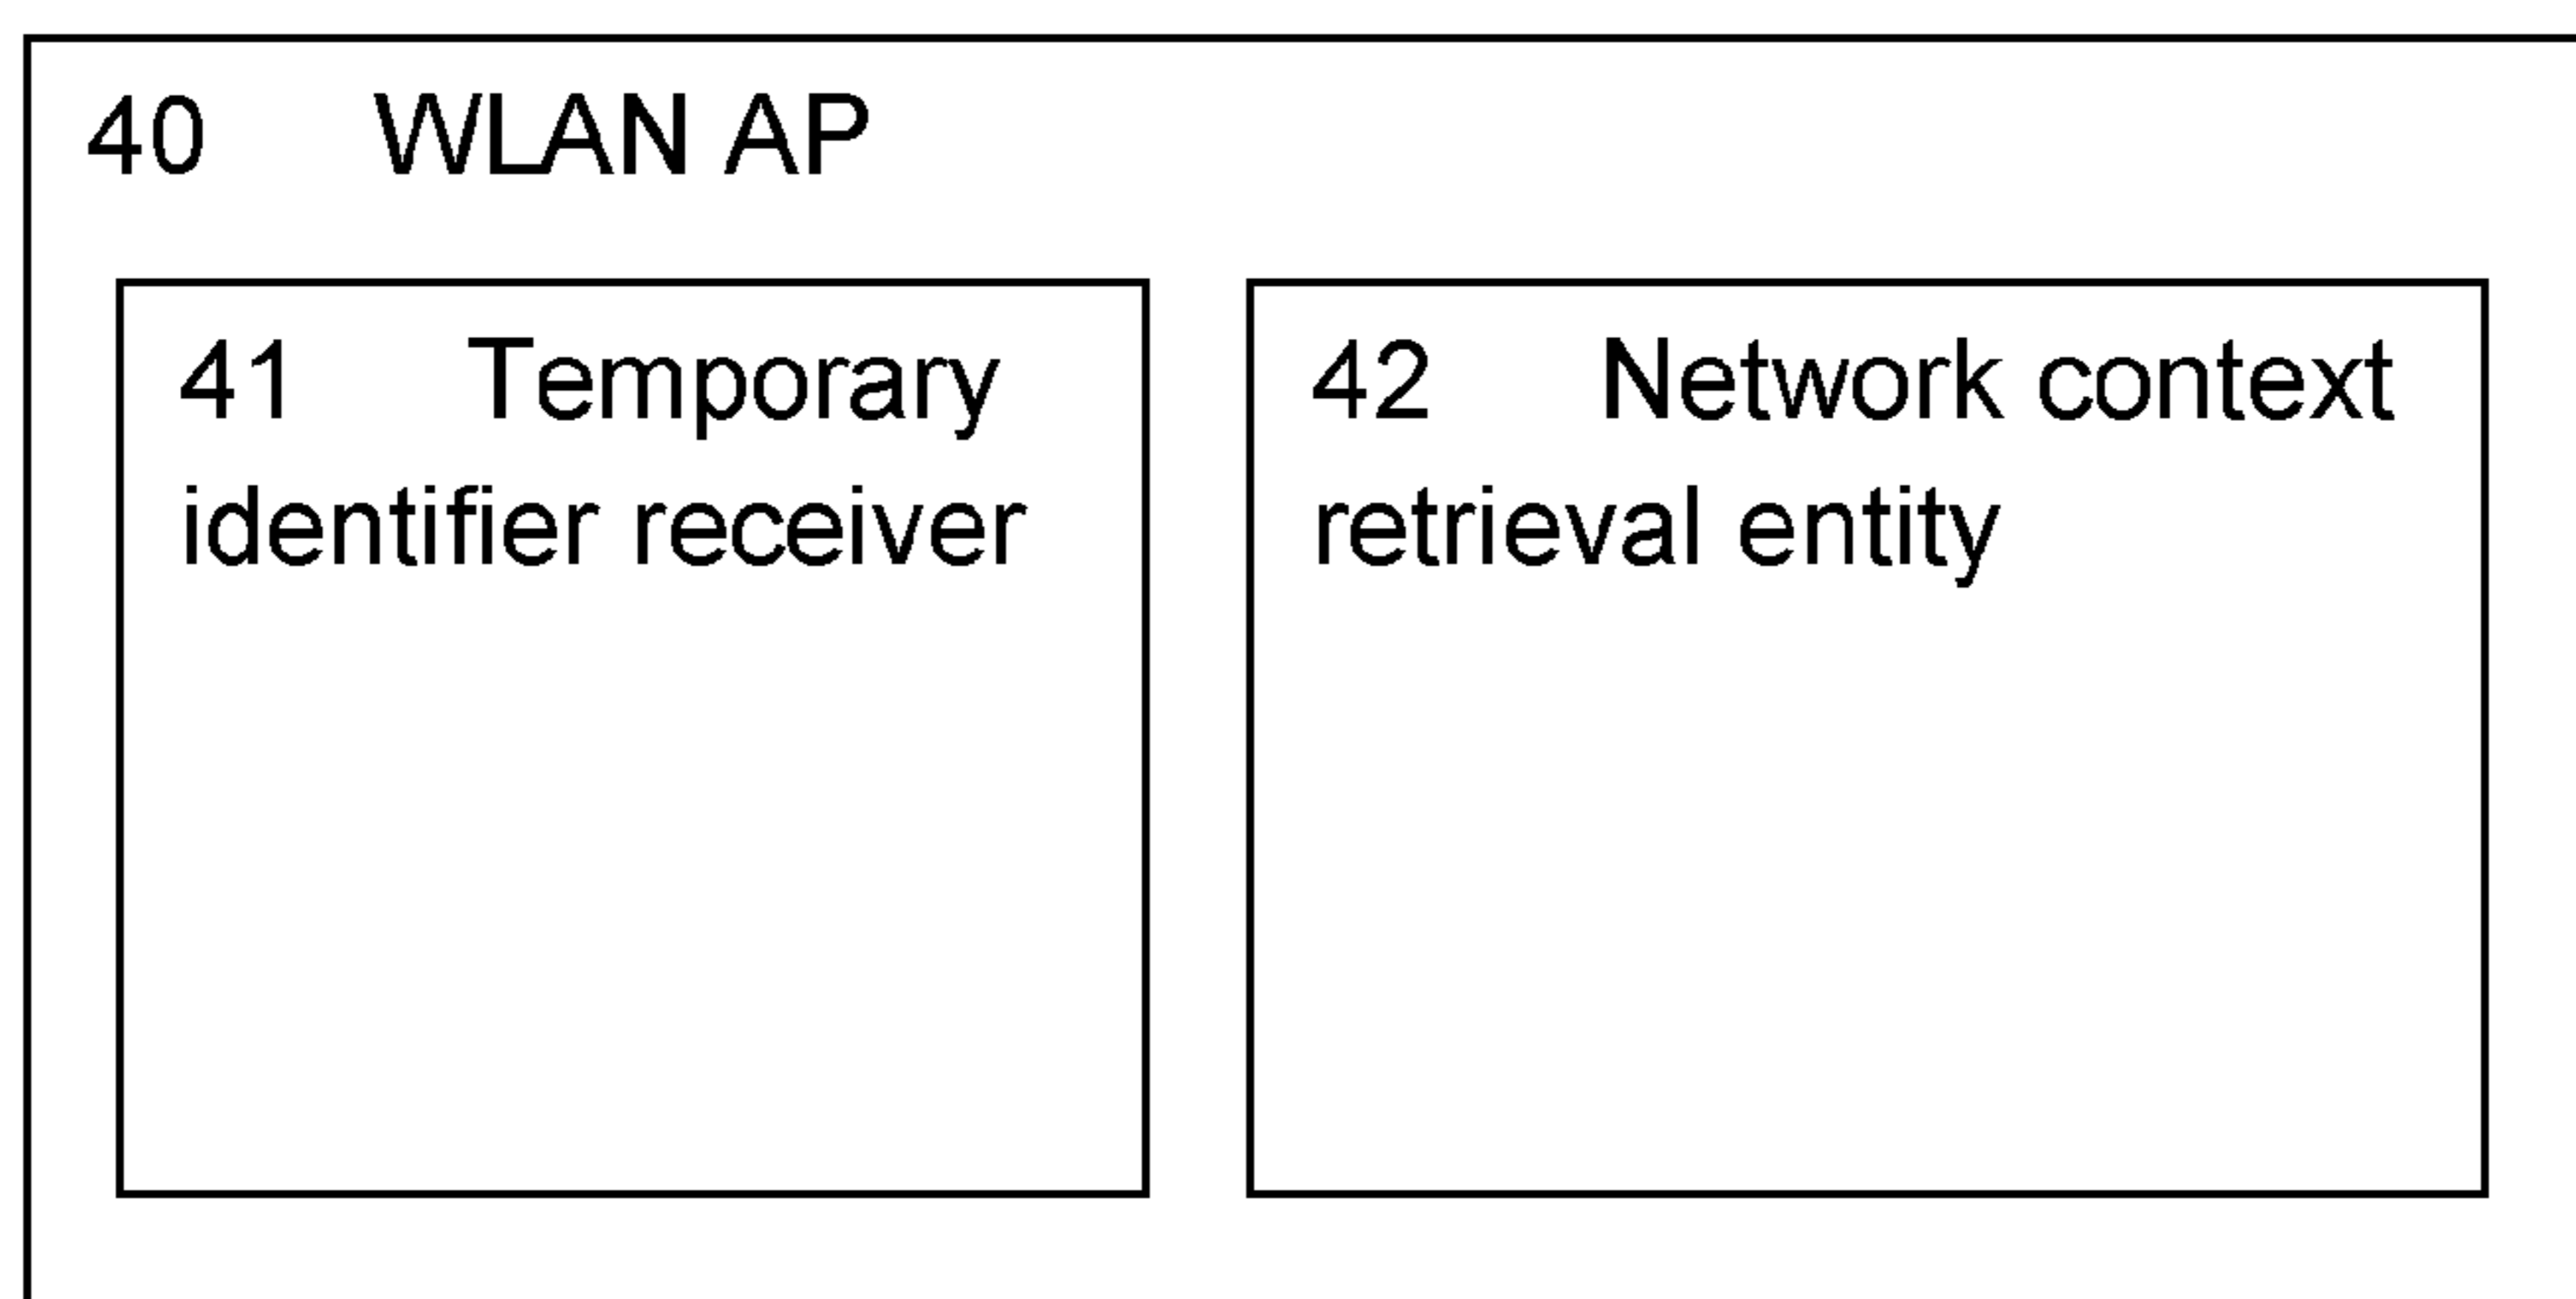 40 WLAN AP
41 Temporary
identifier receiver
42 Network context
retrieval entity